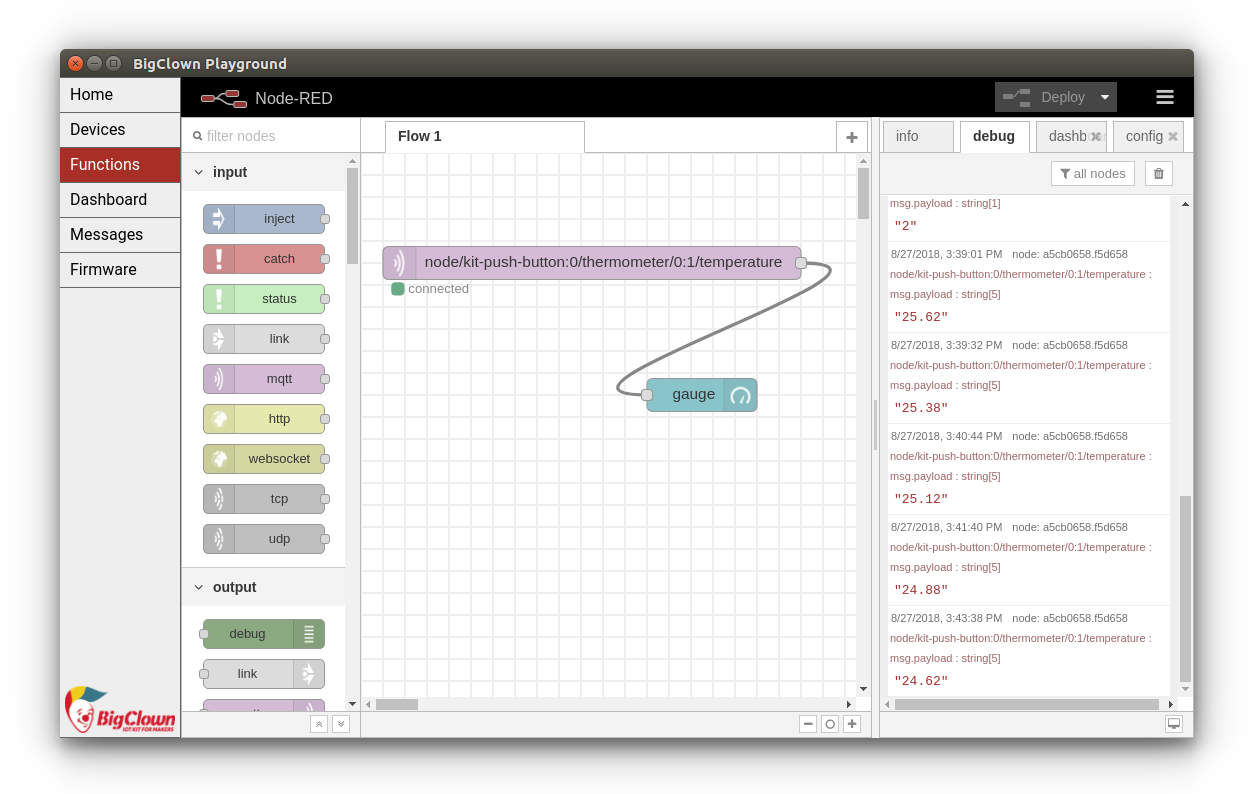 BigClown Playground
Home
Devices
Functions
Dashboard
Messages
Firmware
BigClown
IOT KIT FOR MAKERS
Node-RED
Deploy
filter nodes
input
inject
catch
status
link
mqtt
http
websocket
tcp
udp
output
debug
link
Flow 1
node/kit-push-button:0/thermometer/0:1/temperature
connected
gauge
info
debug
dashb
config
all nodes
msg.payload : string[1]
"2"
8/27/2018, 3:39:01 PM node: a5cb0658.f5d658
node/kit-push-button:0/thermometer/0:1/temperature :
msg.payload : string[5]
"25.62"
8/27/2018, 3:39:32 PM node: a5cb0658.f5d658
node/kit-push-button:0/thermometer/0:1/temperature :
msg.payload : string[5]
"25.38"
8/27/2018, 3:40:44 PM node: a5cb0658.f5d658
node/kit-push-button:0/thermometer/0:1/temperature :
msg.payload : string[5]
"25.12"
8/27/2018, 3:41:40 PM node: a5cb0658.f5d658
node/kit-push-button:0/thermometer/0:1/temperature :
msg.payload : string[5]
"24.88"
8/27/2018, 3:43:38 PM node: a5cb0658.f5d658
node/kit-push-button:0/thermometer/0:1/temperature :
msg.payload : string[5]
"24.62"